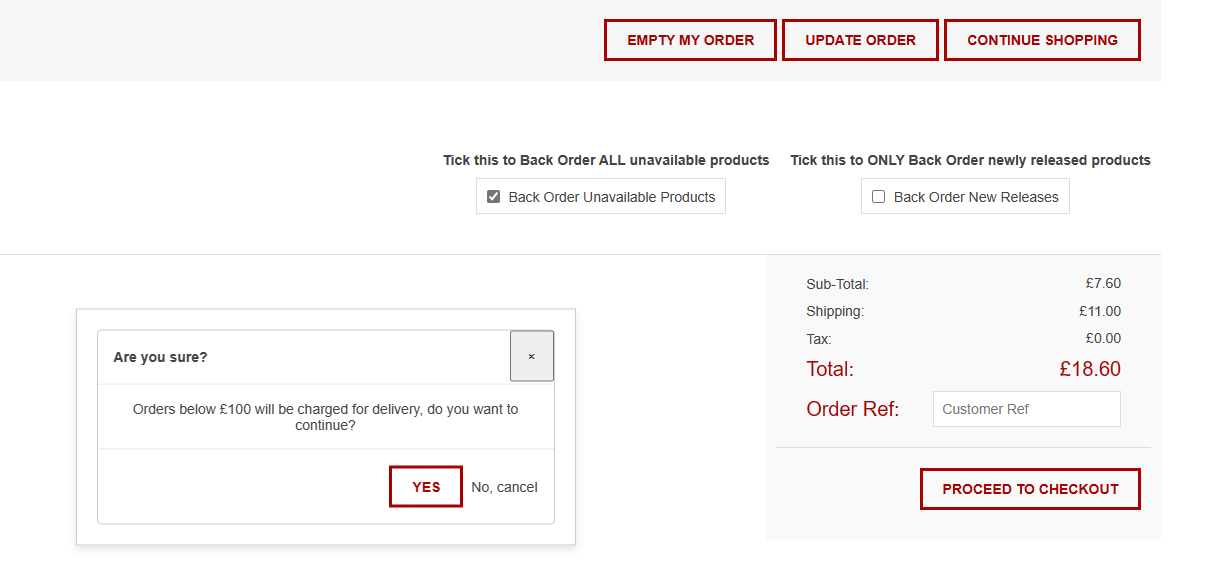 EMPTY MY ORDER
UPDATE ORDER
CONTINUE SHOPPING
Tick this to Back Order ALL unavailable products
Back Order Unavailable Products
Tick this to ONLY Back Order newly released products
Back Order New Releases
Are you sure?
×
Orders below £100 will be charged for delivery, do you want to
continue?
YES
No, cancel
Sub-Total: £7.60
Shipping: £11.00
Tax: £0.00
Total: £18.60
Order Ref: Customer Ref
PROCEED TO CHECKOUT